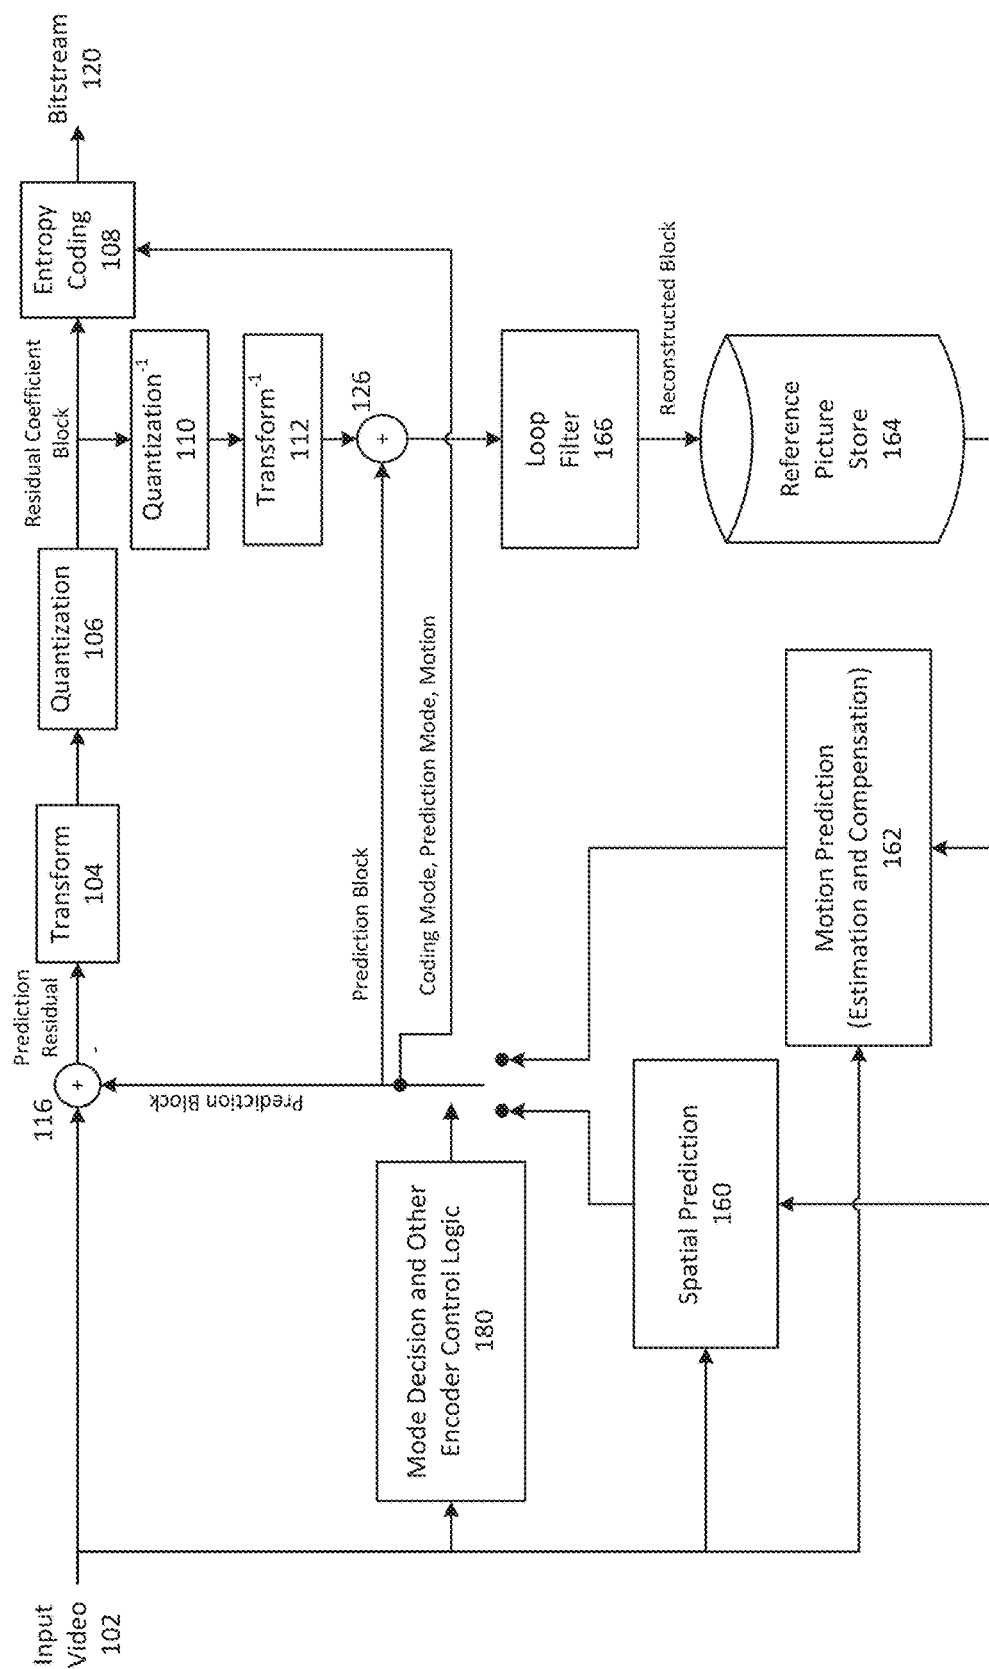 Input
Video
102
116
Prediction
Residual
-
Transform
104
Quantization
106
Residual Coefficient
Block
Entropy
Coding
108
Bitstream
120
Prediction Block
Quantization-1
110
Transform-1
112
126
+
+
Prediction Block
Coding Mode, Prediction Mode, Motion
Mode Decision and Other
Encoder Control Logic
180
Loop
Filter
166
Reconstructed Block
Spatial Prediction
160
Motion Prediction
(Estimation and Compensation)
162
Reference
Picture
Store
164